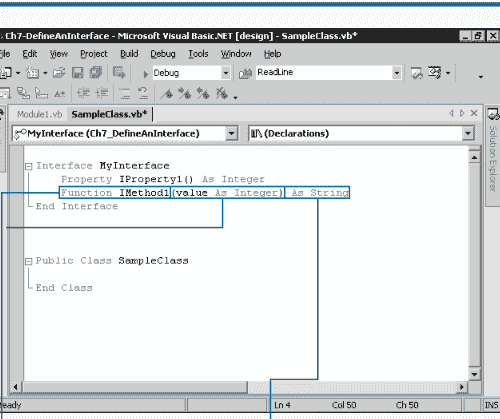 Ch7-DefineAnInterface - Microsoft Visual Basic.NET [design] - SampleClass.vb*
File Edit View Project Build Debug Tools Window Help
Debug ReadLine
Module1.vb SampleClass.vb*
MyInterface (Ch7_DefineAnInterface) (Declarations)
Solution Explorer
Interface MyInterface
Property IProperty1() As Integer
Function IMethod1(value As Integer) As String
End Interface
Public Class SampleClass
End Class
eady Ln 4 Col 50 Ch 50 INS